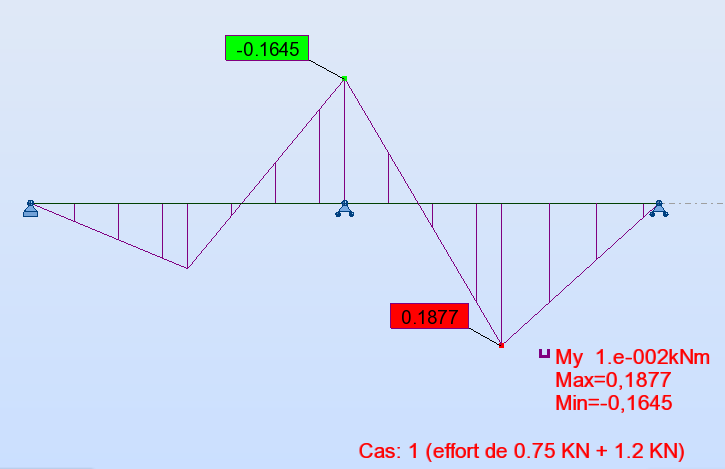 -0.1645
0.1877
My 1.e-002kNm
Max=0,1877
Min=-0,1645
Cas: 1 (effort de 0.75 KN + 1.2 KN)